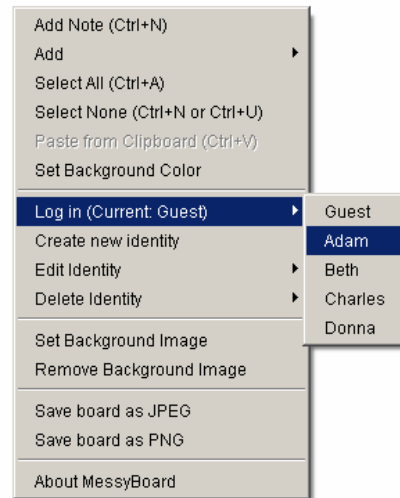 Add Note (Ctrl+N)
Add
Select All (Ctrl+A)
Select None (Ctrl+N or Ctrl+U)
Paste from Clipboard (Ctrl+V)
Set Background Color
Log in (Current: Guest)
Create new identity
Edit Identity
Delete Identity
Set Background Image
Remove Background Image
Save board as JPEG
Save board as PNG
About MessyBoard
Guest
Adam
Beth
Charles
Donna